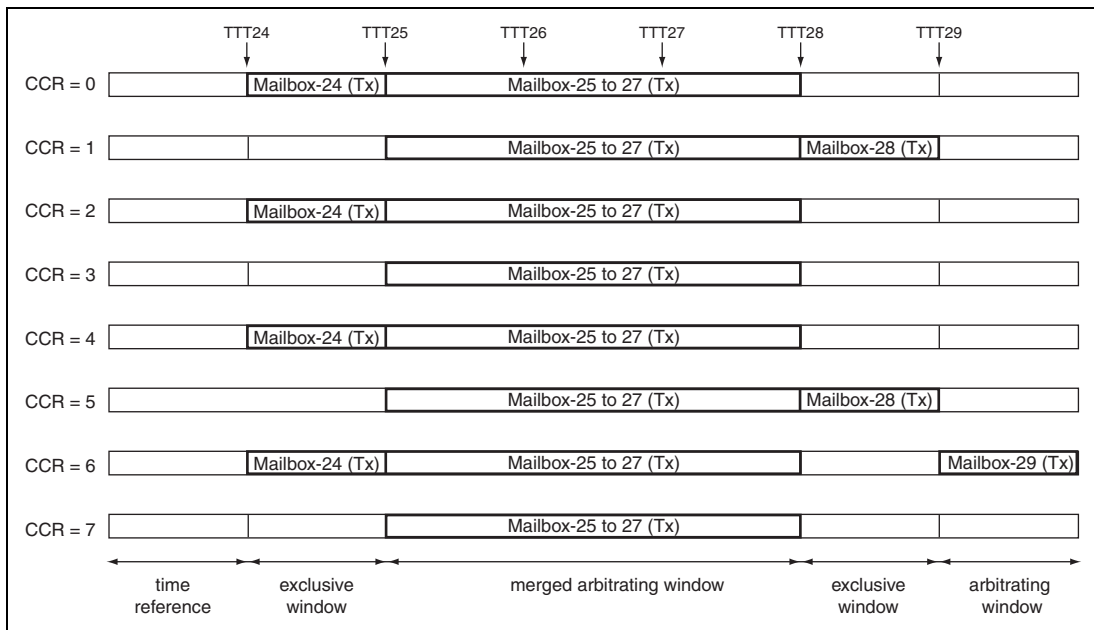 TTT24 TTT25 TTT26 TTT27 TTT28 TTT29
CCR = 0 Mailbox-24 (Tx) Mailbox-25 to 27 (Tx)
CCR = 1 Mailbox-25 to 27 (Tx) Mailbox-28 (Tx)
CCR = 2 Mailbox-24 (Tx) Mailbox-25 to 27 (Tx)
CCR = 3 Mailbox-25 to 27 (Tx)
CCR = 4 Mailbox-24 (Tx) Mailbox-25 to 27 (Tx)
CCR = 5 Mailbox-25 to 27 (Tx) Mailbox-28 (Tx)
CCR = 6 Mailbox-24 (Tx) Mailbox-25 to 27 (Tx) Mailbox-29 (Tx)
CCR = 7 Mailbox-25 to 27 (Tx)
time exclusive merged arbitrating window exclusive arbitrating
reference window window window